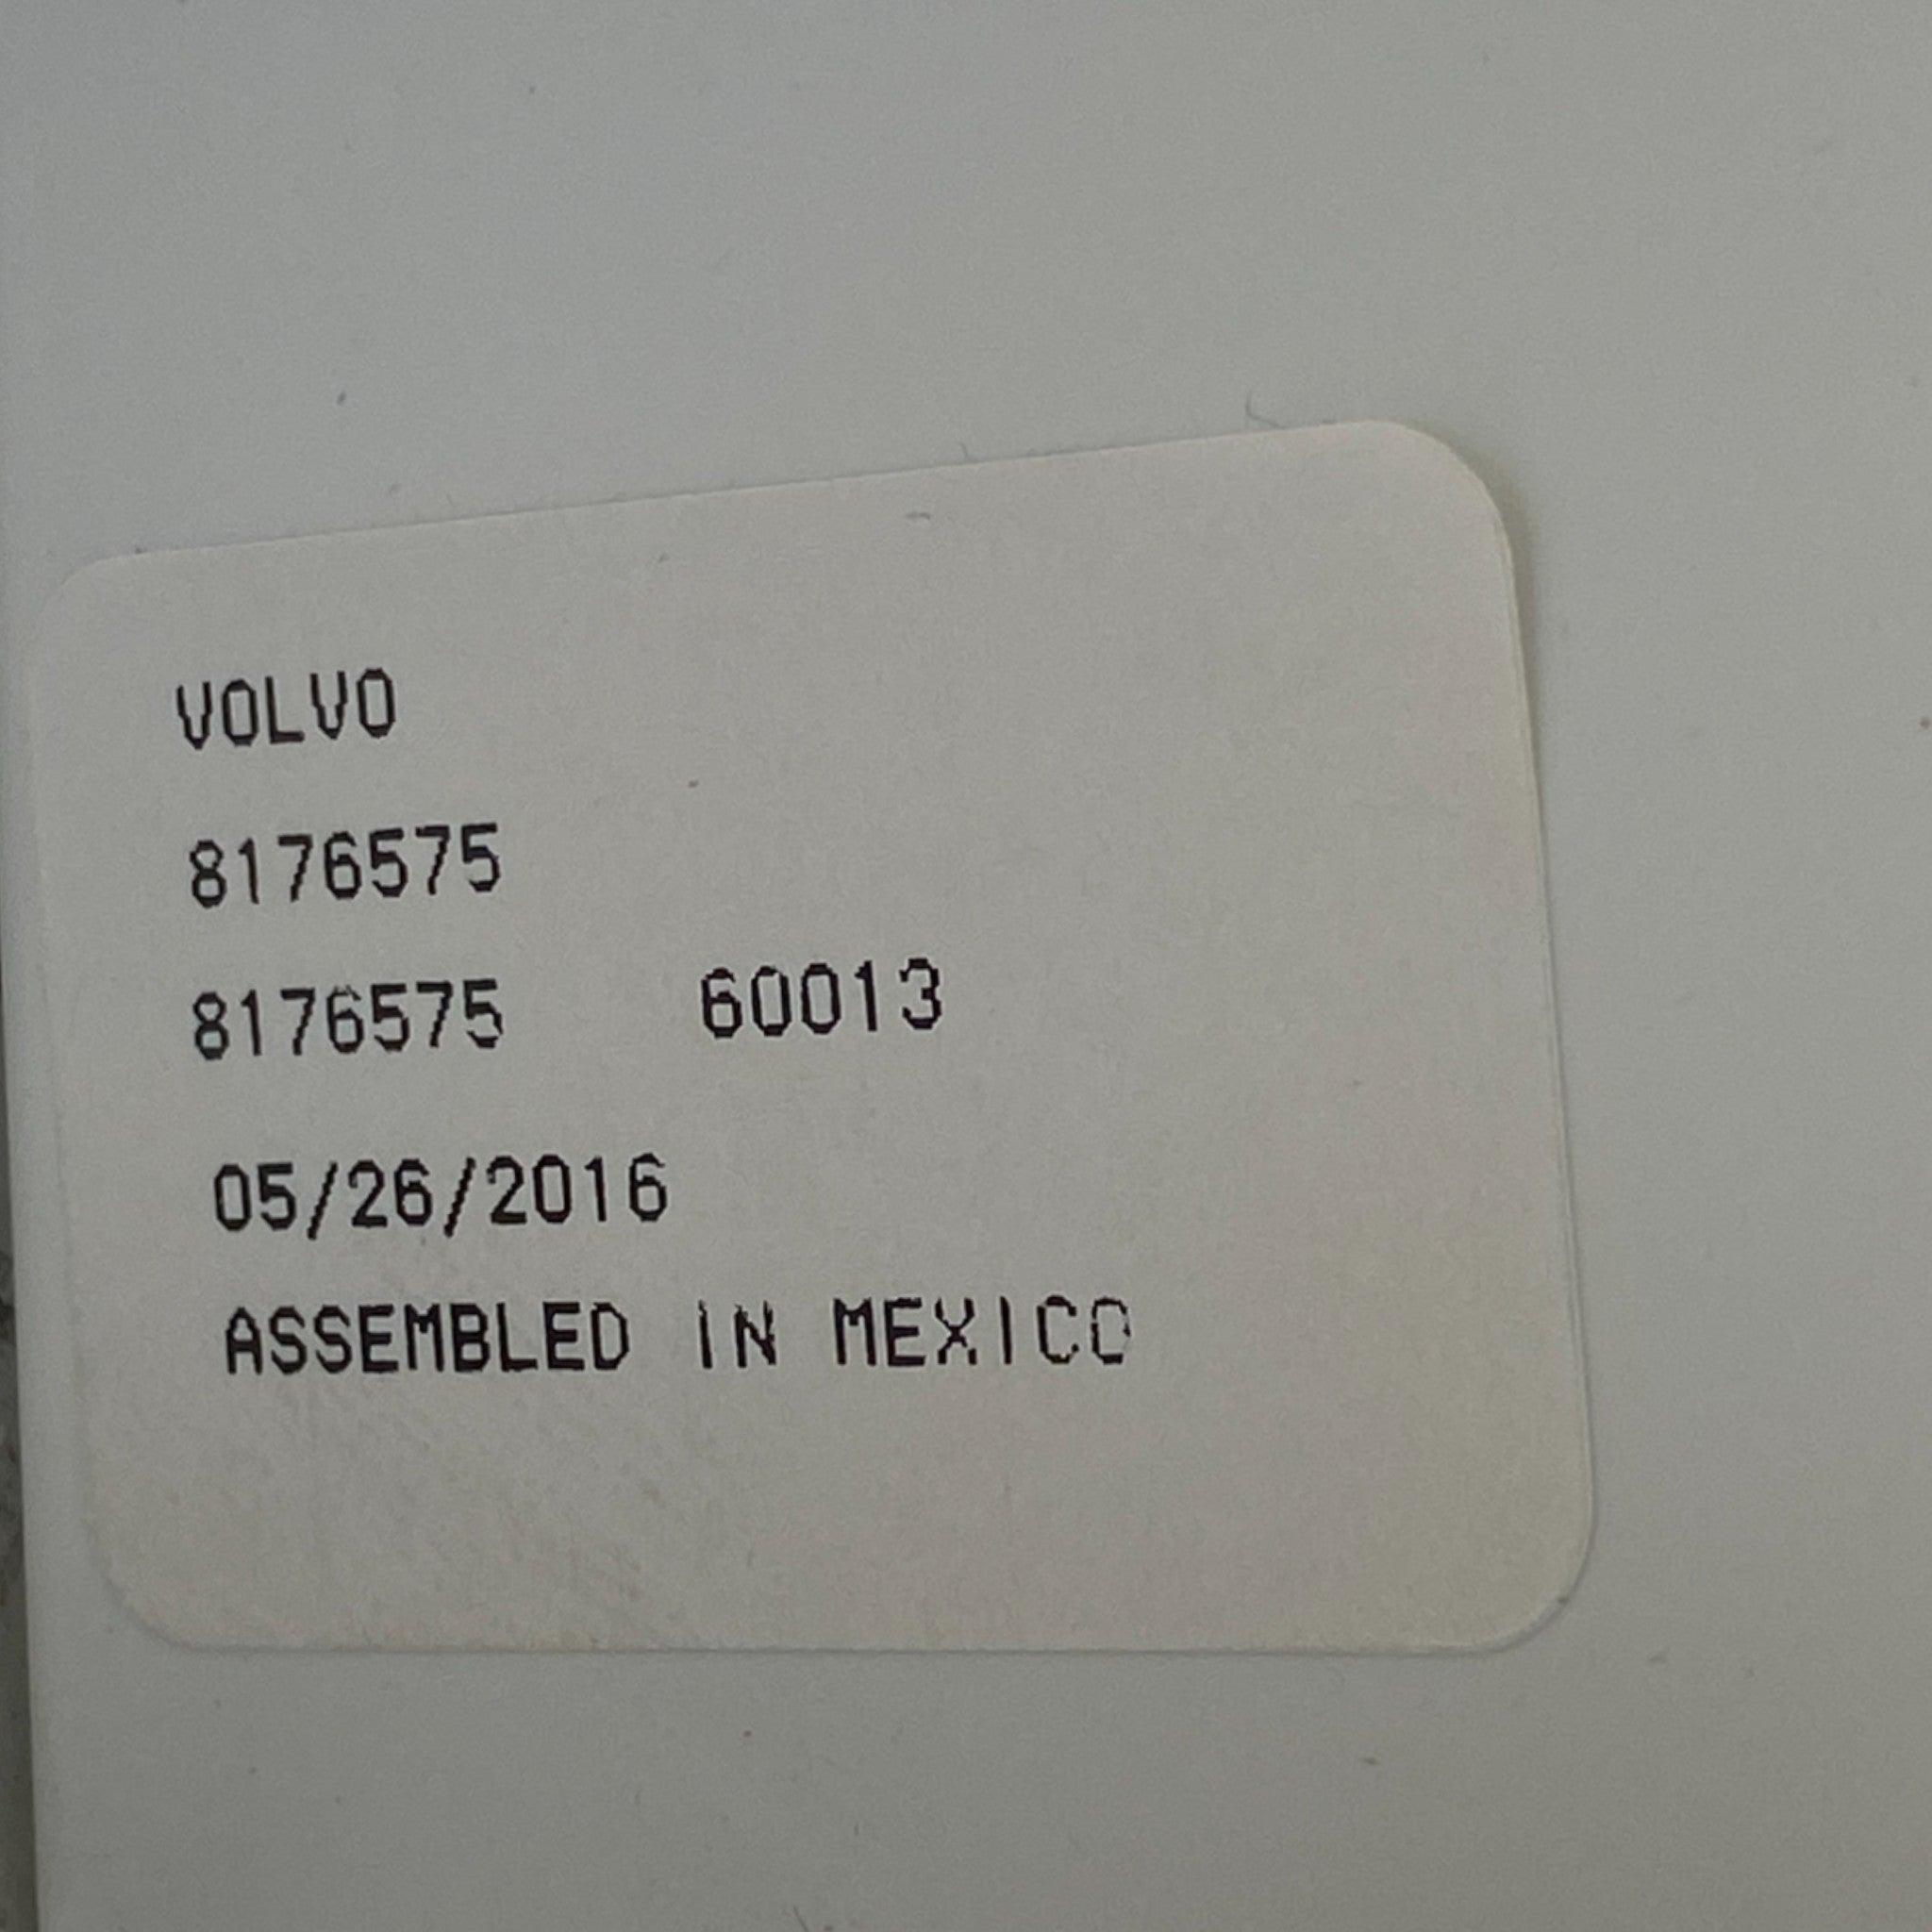 VOLVO
8176575
8176575 60013
05/26/2016
ASSEMBLED IN MEXICO